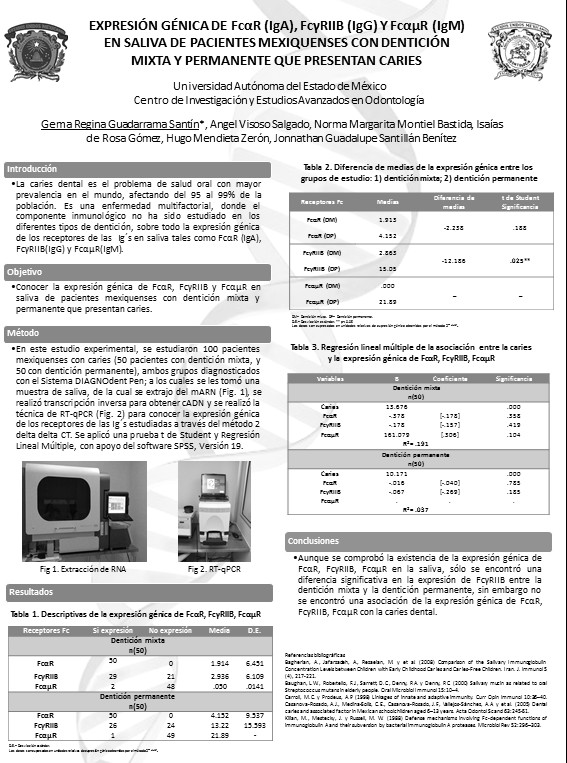 EXPRESIÓN GÉNICA DE FcαR (IgA), FcγRIIB (IgG) Y FcαμR (IgM)
EN SALIVA DE PACIENTES MEXIQUENSES CON DENTICIÓN
MIXTA Y PERMANENTE QUE PRESENTAN CARIES
Universidad Autónoma del Estado de México
Centro de Investigación y Estudios Avanzados en Odontología
Gema Regina Guadarrama Santín*, Angel Visoso Salgado, Norma Margarita Montiel Bastida, Isaías
de Rosa Gómez, Hugo Mendieta Zerón, Jonnathan Guadalupe Santillán Benítez
Introducción
•La caries dental es el problema de salud oral con mayor
prevalencia en el mundo, afectando del 95 al 99% de la
población. Es una enfermedad multifactorial, donde el
componente inmunológico no ha sido estudiado en los
diferentes tipos de dentición, sobre todo la expresión génica
de los receptores de las Ig´s en saliva tales como FcαR (IgA),
FcγRIIB(IgG) y FcαμR(IgM).
Objetivo
•Conocer la expresión génica de FcαR, FcγRIIB y FcαμR en
saliva de pacientes mexiquenses con dentición mixta y
permanente que presentan caries.
Método
•En este estudio experimental, se estudiaron 100 pacientes
mexiquenses con caries (50 pacientes con dentición mixta, y
50 con dentición permanente), ambos grupos diagnosticados
con el Sistema DIAGNOdent Pen; a los cuales se les tomó una
muestra de saliva, de la cual se extrajo del mARN (Fig. 1), se
realizó transcripción inversa para obtener cADN y se realizó la
técnica de RT-qPCR (Fig. 2) para conocer la expresión génica
de los receptores de las Ig´s estudiadas a través del método 2
delta delta CT. Se aplicó una prueba t de Student y Regresión
Lineal Múltiple, con apoyo del software SPSS, Versión 19.
Fig 1. Extracción de RNA
Fig 2. RT-qPCR
Resultados
Tabla 1. Descriptivas de la expresión génica de FcαR, FcγRIIB, FcαμR
Receptores Fc Si expresión No expresión Media D.E.
Dentición mixta
n(50)
FcαR 50 0 1.914 6.451
FcγRIIB 29 21 2.936 6.109
FcαμR 2 48 .050 .0141
Dentición permanente
n(50)
FcαR 50 0 4.152 9.537
FcγRIIB 26 24 13.22 15.593
FcαμR 1 49 21.89 -
Tabla 2. Diferencia de medias de la expresión génica entre los
grupos de estudio: 1) dentición mixta; 2) dentición permanente
Receptores Fc Medias Diferencia de medias t de Student Significancia
FcαR (DM) 1.913
-2.238 .188
FcαR (DP) 4.152
FcγRIIB (DM) 2.863
-12.186 .025**
FcγRIIB (DP) 15.05
FcαμR (DM) .000
– –
FcαμR (DP) 21.89
Tabla 3. Regresión lineal múltiple de la asociación entre la caries
y la expresión génica de FcαR, FcγRIIB, FcαμR
Variables B Coeficiente Significancia
Dentición mixta
n(50)
Caries 13.676 .000
FcαR -.378 [-.178] .358
FcγRIIB -.178 [-.157] .419
FcαμR 161.079 [.306] .104
R²= .191
Dentición permanente
n(50)
Caries 10.171 .000
FcαR -.016 [-.040] .785
FcγRIIB -.067 [-.269] .185
FcαμR . . .
R²= .037
Conclusiones
•Aunque se comprobó la existencia de la expresión génica de
FcαR, FcγRIIB, FcαμR en la saliva, sólo se encontró una
diferencia significativa en la expresión de FcγRIIB entre la
dentición mixta y la dentición permanente, sin embargo no
se encontró una asociación de la expresión génica de FcαR,
FcγRIIB, FcαμR con la caries dental.
Referencias bibliográficas